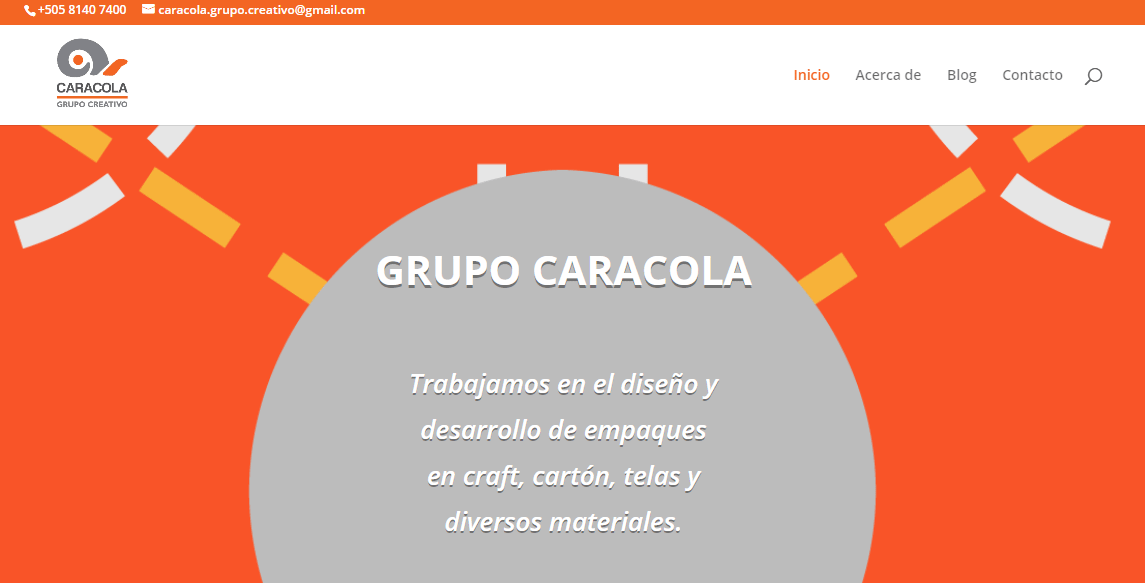 +505 8140 7400 caracola.grupo.creativo@gmail.com
CARACOLA
GRUPO CREATIVO
Inicio Acerca de Blog Contacto
GRUPO CARACOLA
Trabajamos en el diseño y
desarrollo de empaques
en craft, cartón, telas y
diversos materiales.